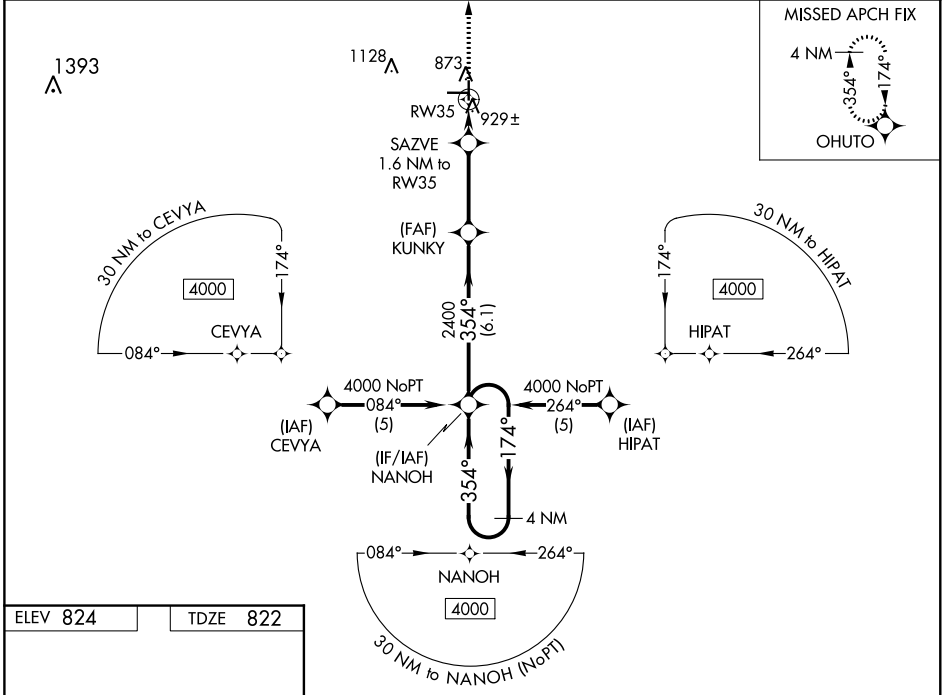 MISSED APCH FIX
4 NM
354°
174°
OHUTO
1393
1128
873
RW35
929±
SAZVE
1.6 NM to
RW35
(FAF)
KUNKY
2400
354°
(6.1)
30 NM to CEVYA
4000
174°
CEVYA
084°
30 NM to HIPAT
174°
4000
HIPAT
264°
4000 NoPT
084°
(5)
(IAF)
CEVYA
4000 NoPT
264°
(5)
(IAF)
HIPAT
(IF/IAF)
NANOH
354°
174°
4 NM
084°
264°
NANOH
4000
30 NM to NANOH (NoPT)
ELEV 824
TDZE 822